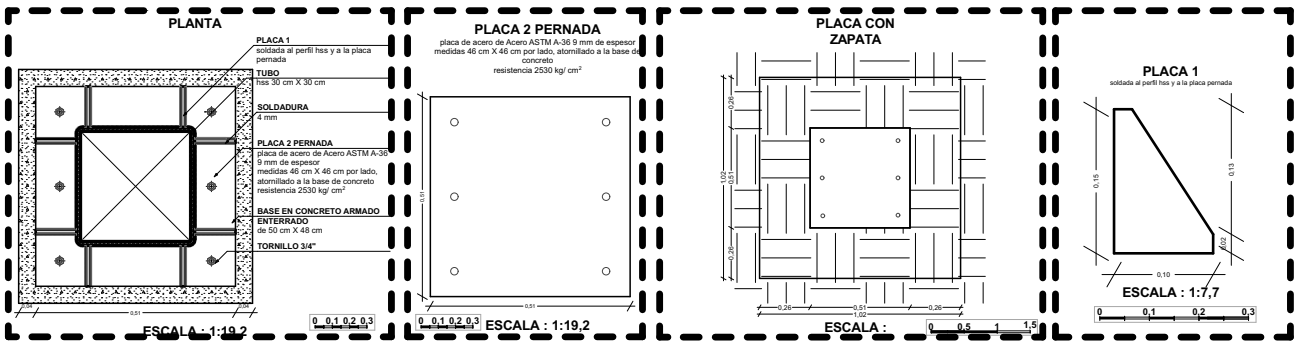 PLANTA
PLACA 1
soldada al perfil hss y a la placa
pernada
TUBO
hss 30 cm X 30 cm
SOLDADURA
4 mm
PLACA 2 PERNADA
placa de acero de Acero ASTM A-36
9 mm de espesor
medidas 46 cm X 46 cm por lado,
atornillado a la base de concreto
resistencia 2530 kg/ cm²
BASE EN CONCRETO ARMADO
ENTERRADO
de 50 cm X 48 cm
TORNILLO 3/4"
0,04 0,51 0,04
ESCALA : 1:19,2
0 0,1 0,2 0,3
PLACA 2 PERNADA
placa de acero de Acero ASTM A-36 9 mm de espesor
medidas 46 cm X 46 cm por lado, atornillado a la base de
concreto
resistencia 2530 kg/ cm²
0,51
0,51
0 0,1 0,2 0,3
ESCALA : 1:19,2
PLACA CON
ZAPATA
0,26
1,02
0,51
0,26
0,26 0,51 0,26
1,02
ESCALA :
0 0,5 1 1,5
PLACA 1
soldada al perfil hss y a la placa pernada
0,15
0,13
0,02
0,10
ESCALA : 1:7,7
0 0,1 0,2 0,3